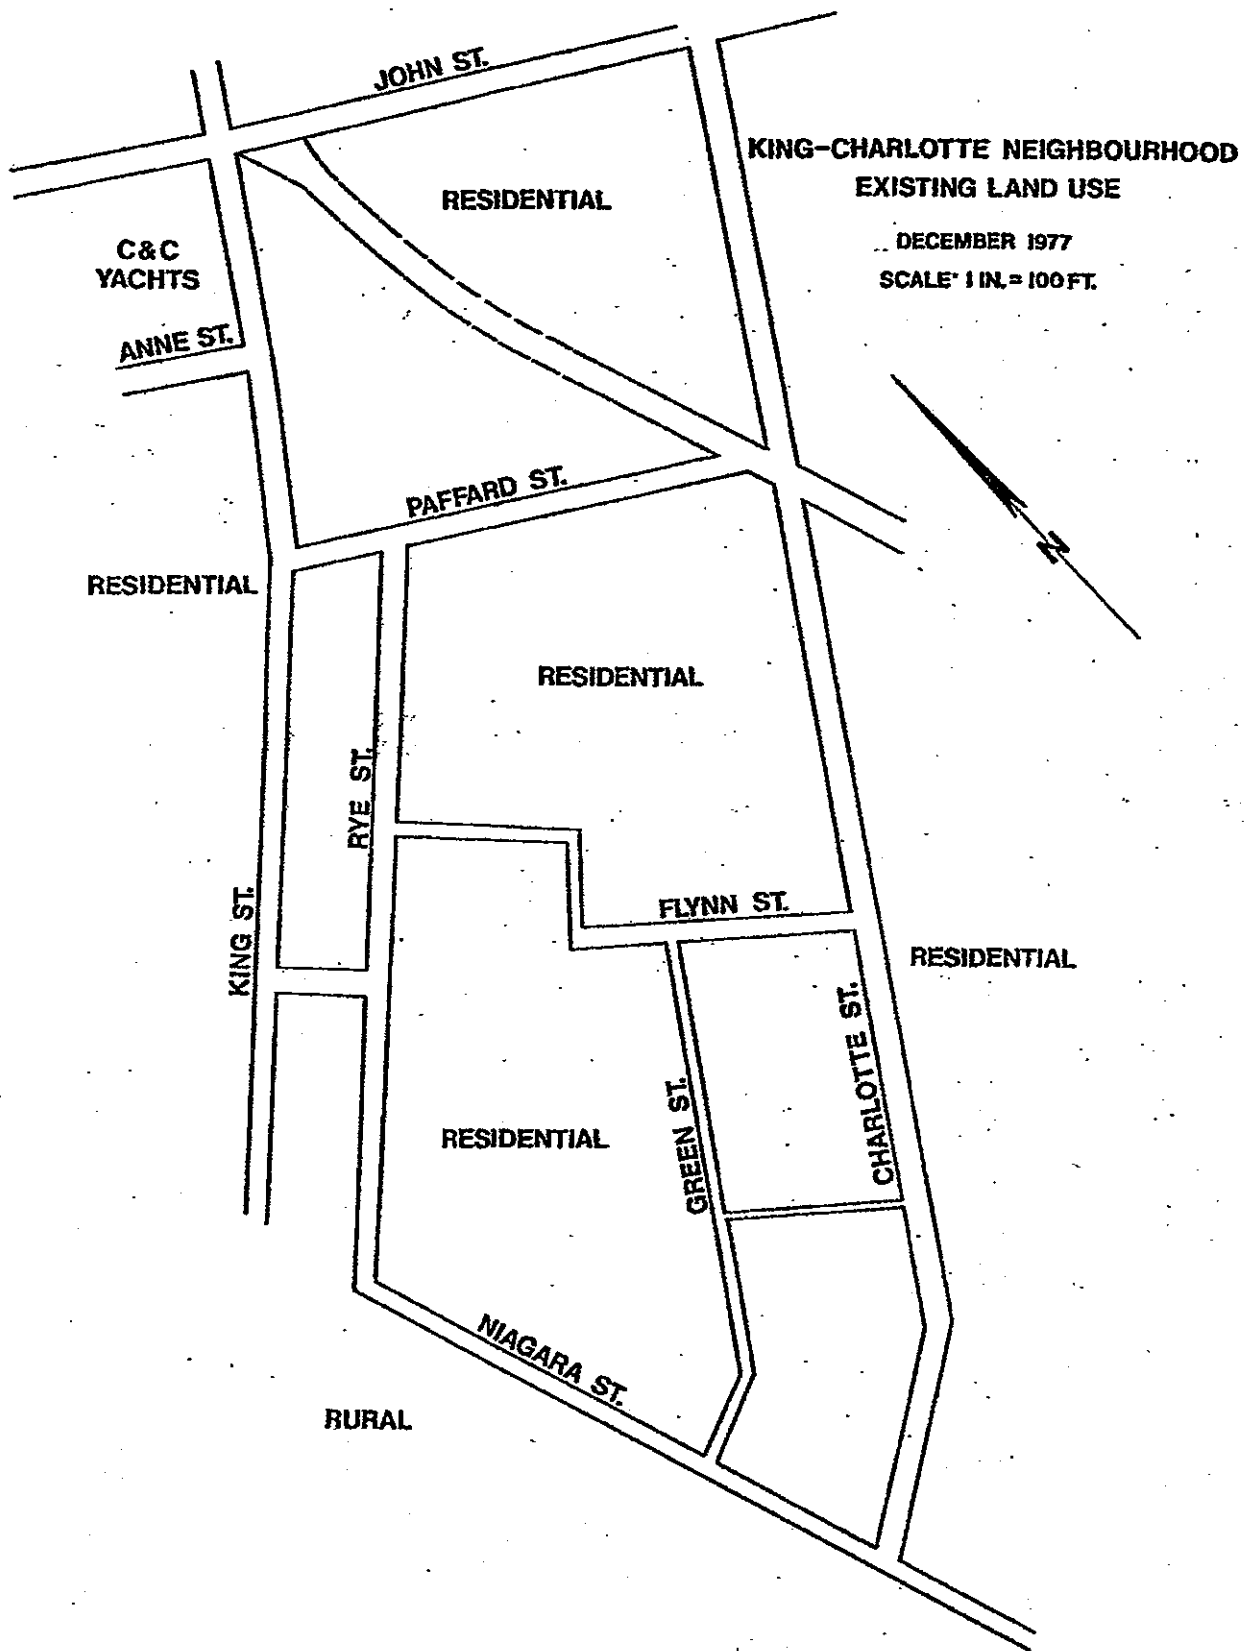 JOHN ST.
KING-CHARLOTTE NEIGHBOURHOOD
EXISTING LAND USE
DECEMBER 1977
SCALE: 1 IN. = 100 FT.
RESIDENTIAL
C&C
YACHTS
ANNE ST.
PAFFARD ST.
N
RESIDENTIAL
RESIDENTIAL
RYE ST.
KING ST.
FLYNN ST.
RESIDENTIAL
CHARLOTTE ST.
GREEN ST.
RESIDENTIAL
NIAGARA ST.
RURAL